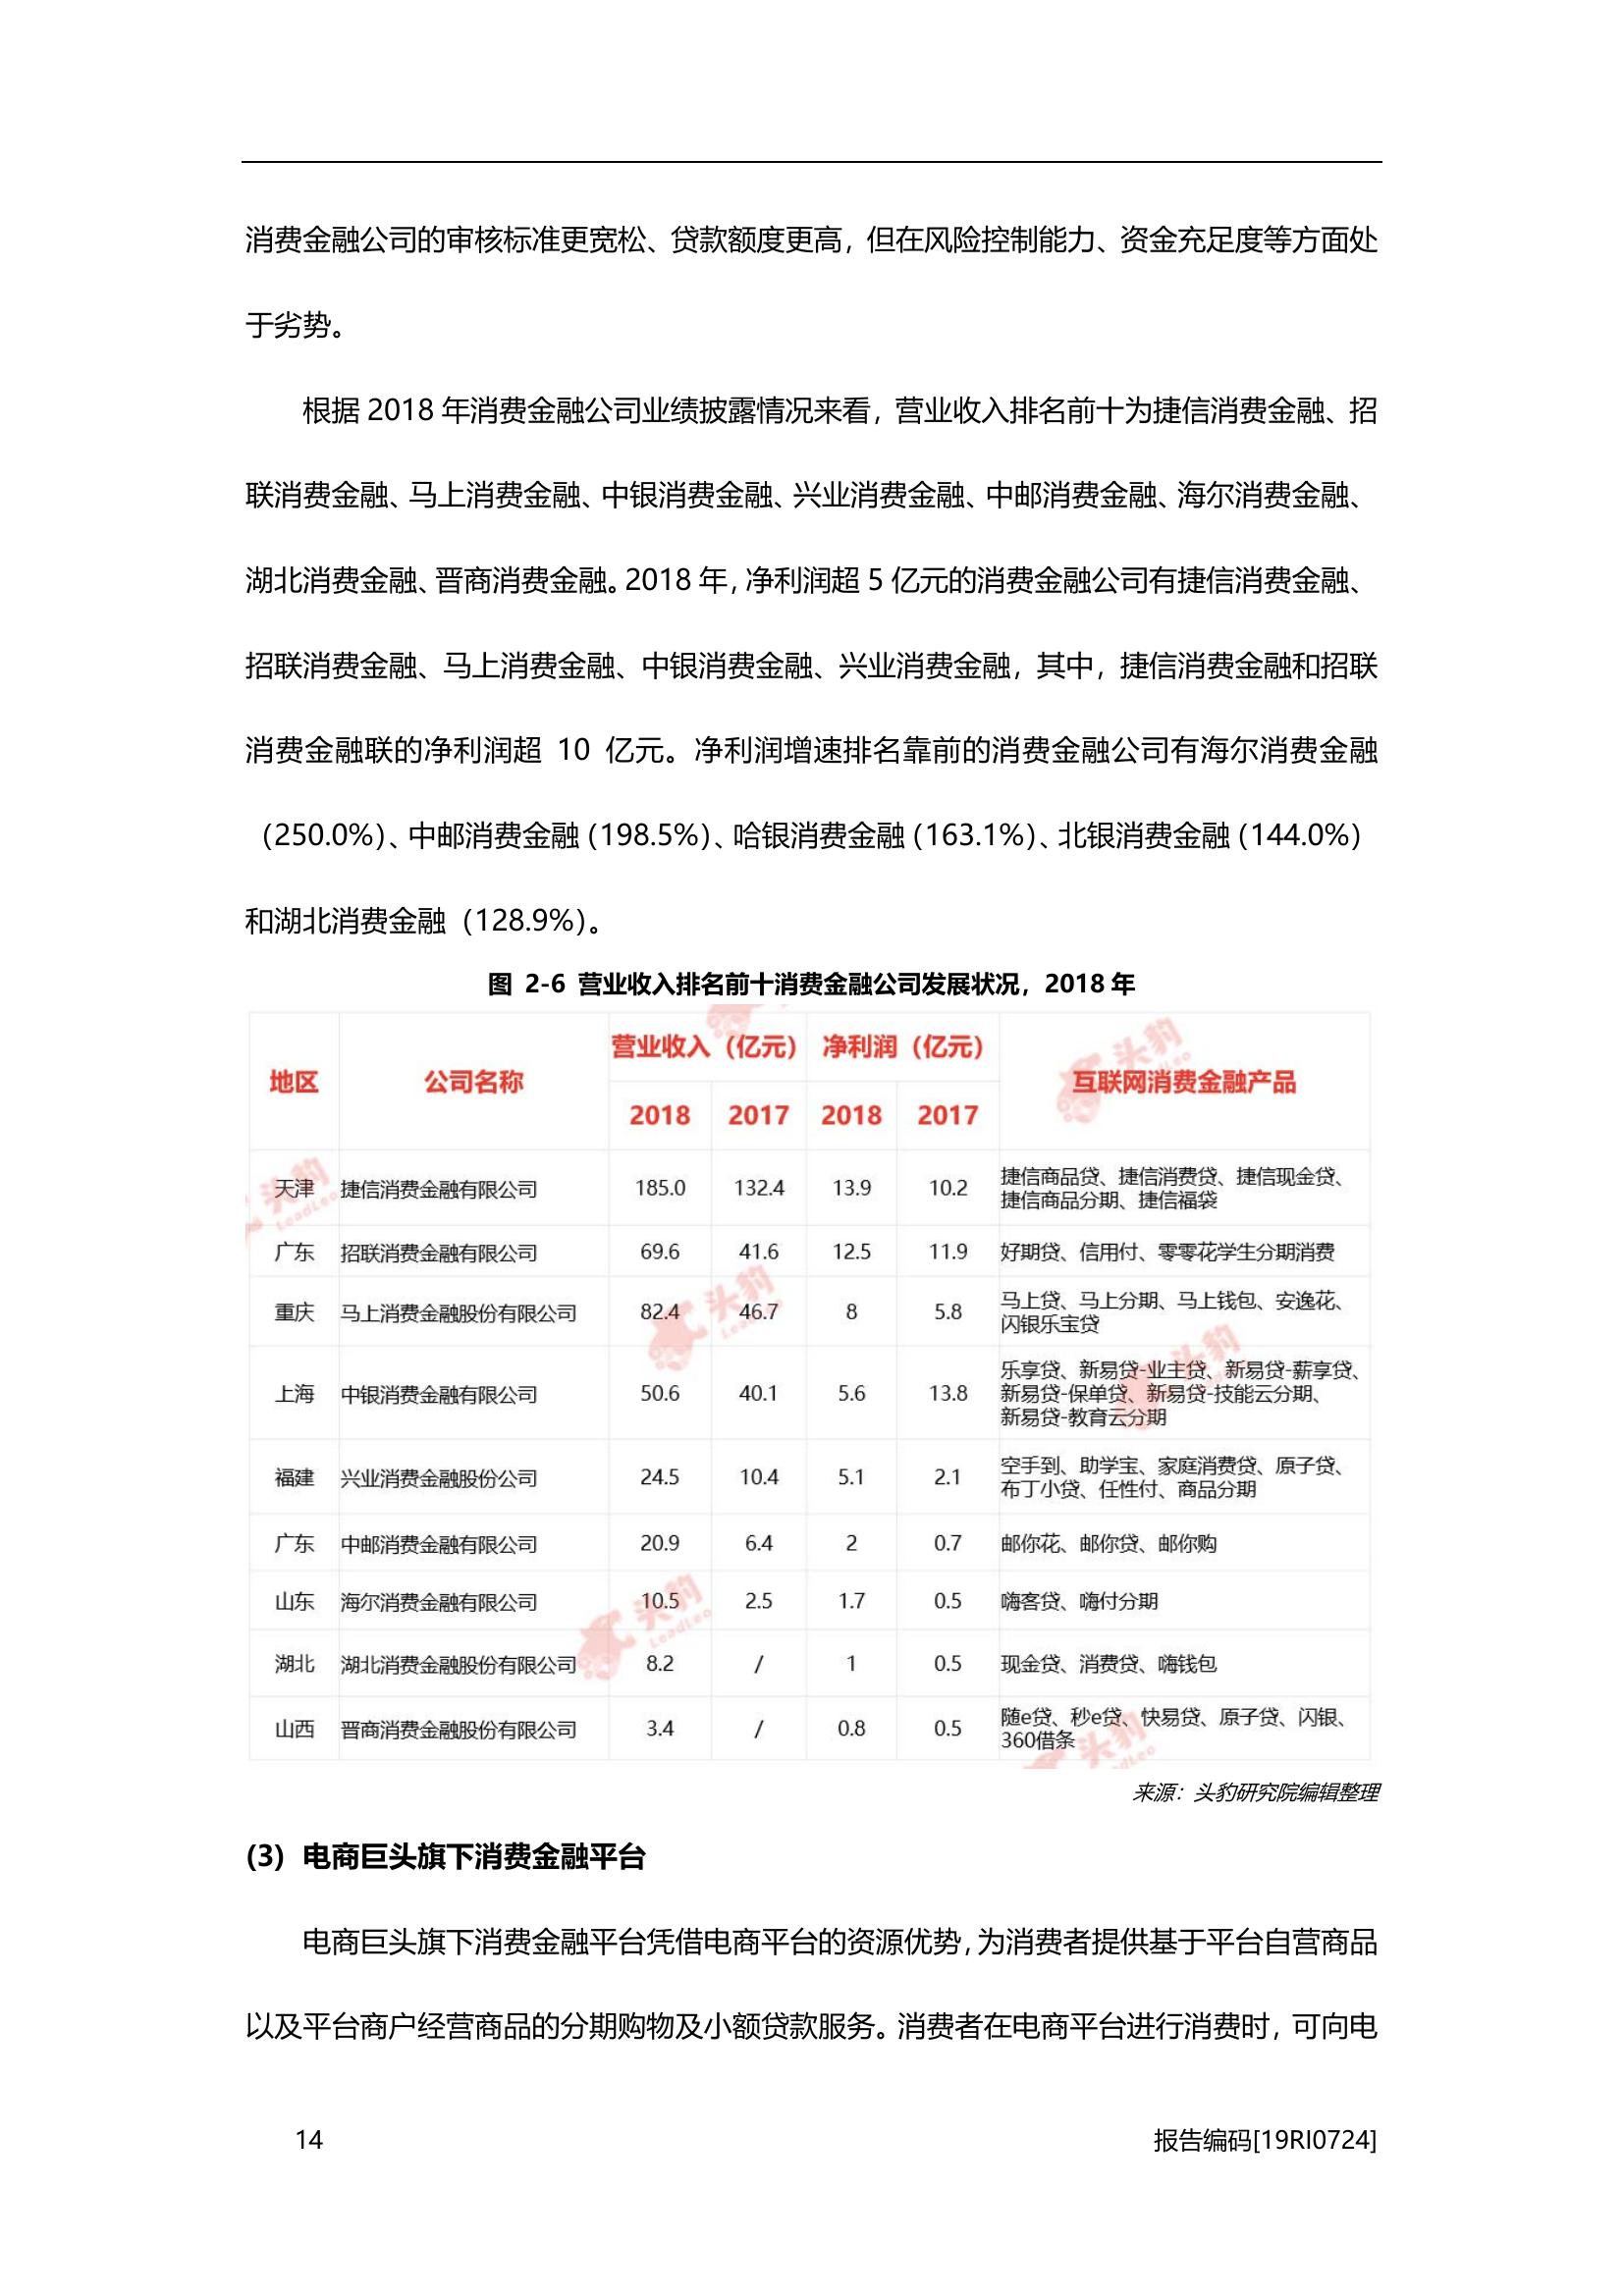 消费金融公司的审核标准更宽松、贷款额度更高，但在风险控制能力、资金充足度等方面处
于劣势。
根据 2018 年消费金融公司业绩披露情况来看，营业收入排名前十为捷信消费金融、招
联消费金融、马上消费金融、中银消费金融、兴业消费金融、中邮消费金融、海尔消费金融、
湖北消费金融、晋商消费金融。2018 年，净利润超 5 亿元的消费金融公司有捷信消费金融、
招联消费金融、马上消费金融、中银消费金融、兴业消费金融，其中，捷信消费金融和招联
消费金融联的净利润超 10 亿元。净利润增速排名靠前的消费金融公司有海尔消费金融
（250.0%）、中邮消费金融（198.5%）、哈银消费金融（163.1%）、北银消费金融（144.0%）
和湖北消费金融（128.9%）。
图 2-6 营业收入排名前十消费金融公司发展状况，2018 年
地区 公司名称 营业收入（亿元） 净利润（亿元） 互联网消费金融产品
2018 2017 2018 2017
天津 捷信消费金融有限公司 185.0 132.4 13.9 10.2 捷信商品贷、捷信消费贷、捷信现金贷、
捷信商品分期、捷信福袋
广东 招联消费金融有限公司 69.6 41.6 12.5 11.9 好期贷、信用付、零零花学生分期消费
重庆 马上消费金融股份有限公司 82.4 46.7 8 5.8 马上贷、马上分期、马上钱包、安逸花、
闪银乐宝贷
上海 中银消费金融有限公司 50.6 40.1 5.6 13.8 乐享贷、新易贷-业主贷、新易贷-薪享贷、
新易贷-保单贷、新易贷-技能云分期、
新易贷-教育云分期
福建 兴业消费金融股份公司 24.5 10.4 5.1 2.1 空手到、助学宝、家庭消费贷、原子贷、
布丁小贷、任性付、商品分期
广东 中邮消费金融有限公司 20.9 6.4 2 0.7 邮你花、邮你贷、邮你购
山东 海尔消费金融有限公司 10.5 2.5 1.7 0.5 嗨客贷、嗨付分期
湖北 湖北消费金融股份有限公司 8.2 / 1 0.5 现金贷、消费贷、嗨钱包
山西 晋商消费金融股份有限公司 3.4 / 0.8 0.5 随e贷、秒e贷、快易贷、原子贷、闪银、
360借条
来源：头豹研究院编辑整理
(3) 电商巨头旗下消费金融平台
电商巨头旗下消费金融平台凭借电商平台的资源优势，为消费者提供基于平台自营商品
以及平台商户经营商品的分期购物及小额贷款服务。消费者在电商平台进行消费时，可向电
14 报告编码[19RI0724]